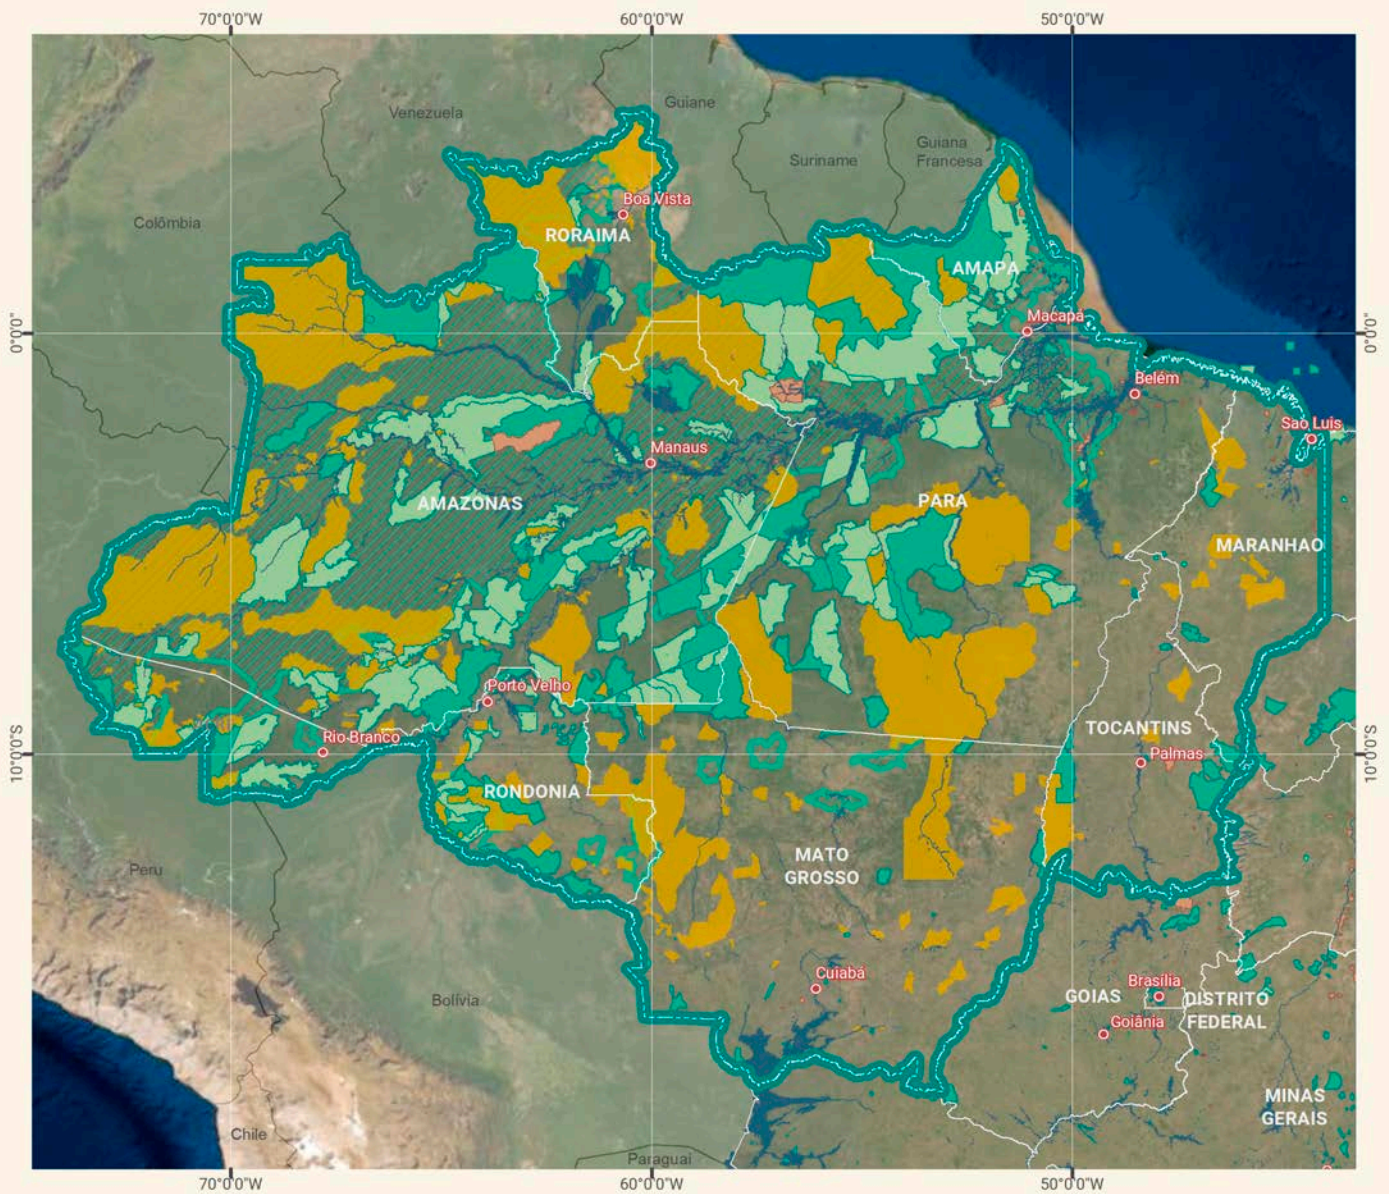 70°0'0"W
60°0'0"W
50°0'0"W
Guiane
Venezuela
Guiana
Francesa
Suriname
Boa Vista
Colômbia
RORAIMA
AMAPA
Macapá
0°0'0"
0°0'0"
Belém
Sao Luis
Manaus
AMAZONAS
PARA
MARANHAO
Porto Velho
TOCANTINS
Rio Branco
Palmas
10°0'0"S
10°0'0"S
RONDONIA
MATO
GROSSO
Peru
Cuiabá
Brasília
GOIAS
DISTRITO
FEDERAL
Bolívia
Goiânia
MINAS
GERAIS
Chile
Paraguai
70°0'0"W
60°0'0"W
50°0'0"W